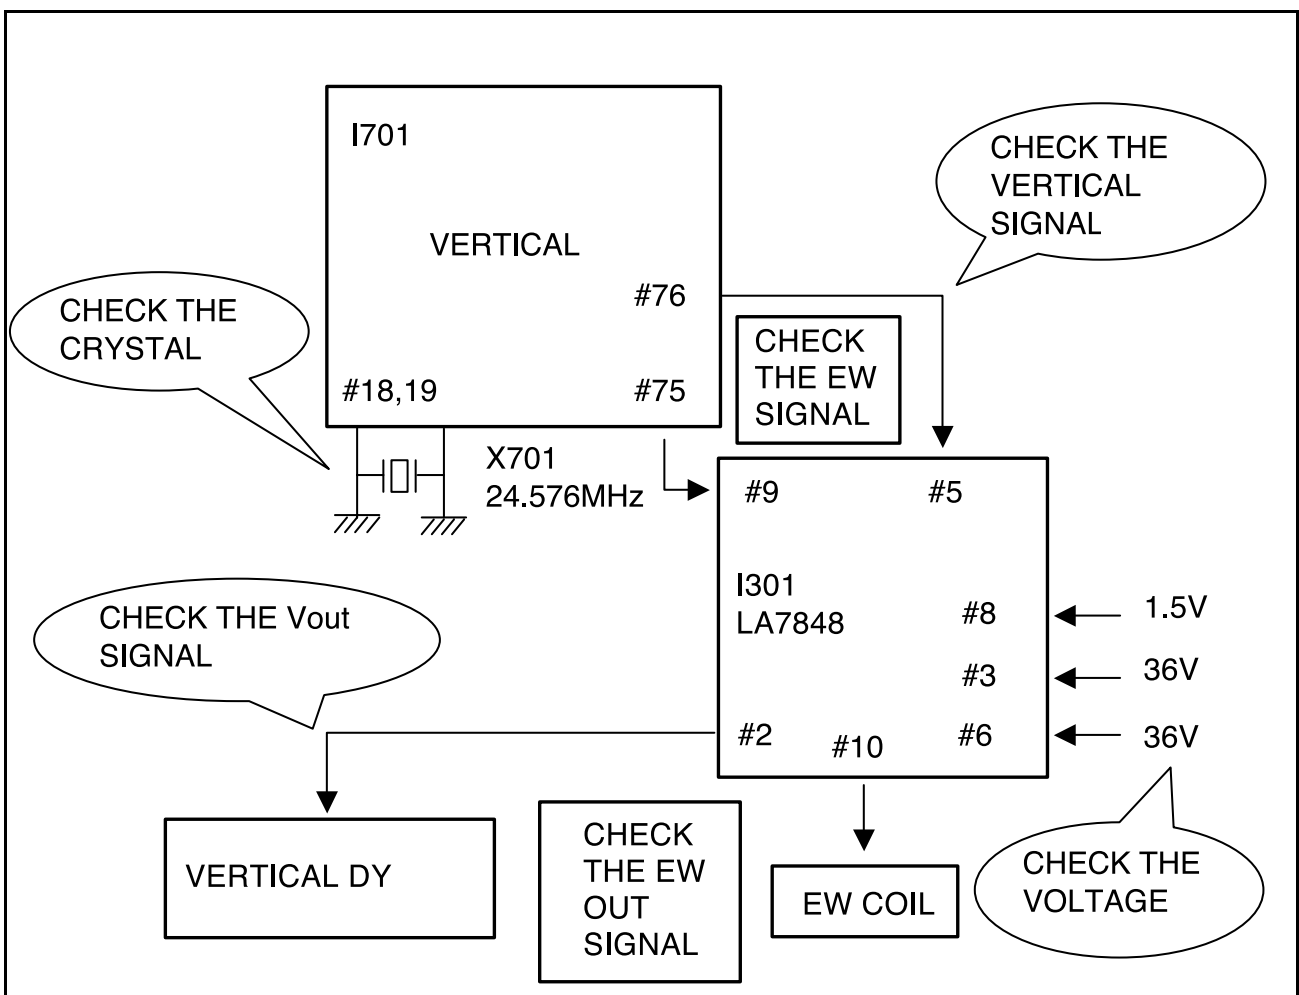 I701
VERTICAL
#76
#18,19
#75
CHECK THE
VERTICAL
SIGNAL
CHECK THE
CRYSTAL
CHECK
THE EW
SIGNAL
X701
24.576MHz
#9
#5
I301
LA7848
#8
1.5V
#3
36V
#2
#10
#6
36V
CHECK THE Vout
SIGNAL
VERTICAL DY
CHECK
THE EW
OUT
SIGNAL
EW COIL
CHECK THE
VOLTAGE